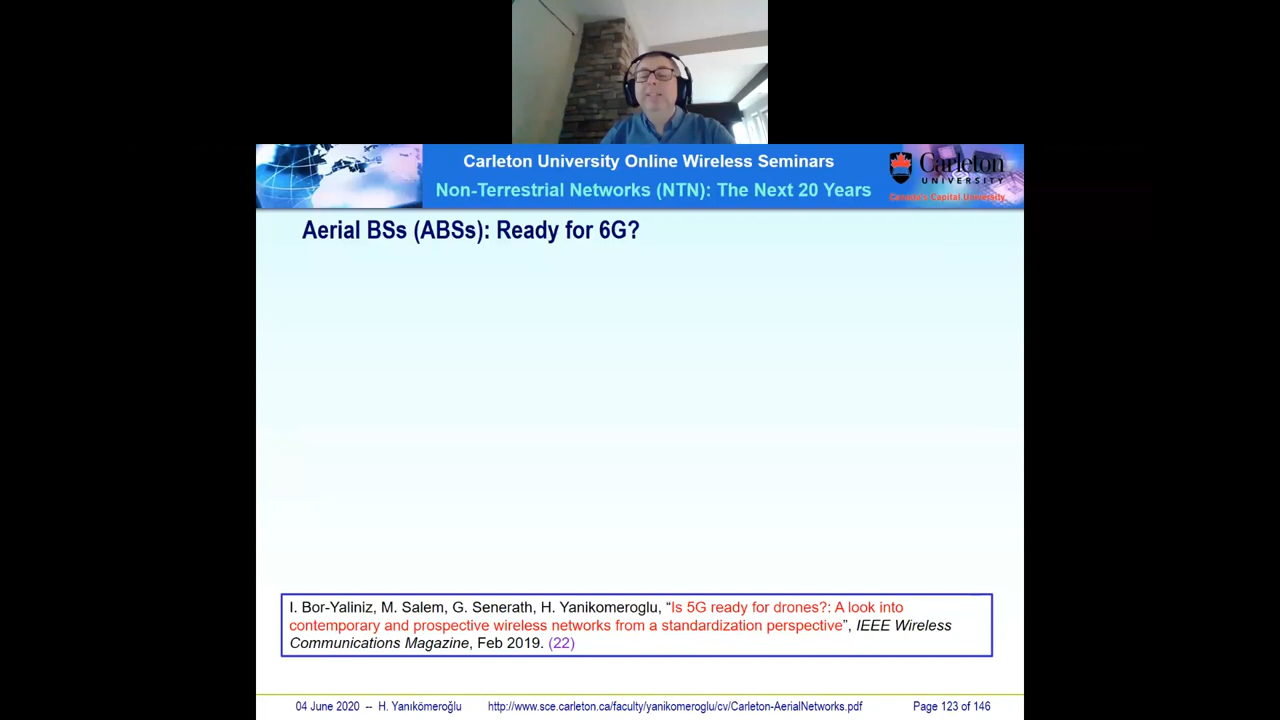 Carleton University Online Wireless Seminars
Non-Terrestrial Networks (NTN): The Next 20 Years
Carleton
UNIVERSITY
Canada's Capital University
Aerial BSs (ABSs): Ready for 6G?
I. Bor-Yaliniz, M. Salem, G. Senerath, H. Yanikomeroglu, “Is 5G ready for drones?: A look into
contemporary and prospective wireless networks from a standardization perspective”, IEEE Wireless
Communications Magazine, Feb 2019. (22)
04 June 2020 -- H. Yanıkömeroğlu http://www.sce.carleton.ca/faculty/yanikomeroglu/cv/Carleton-AerialNetworks.pdf Page 123 of 146